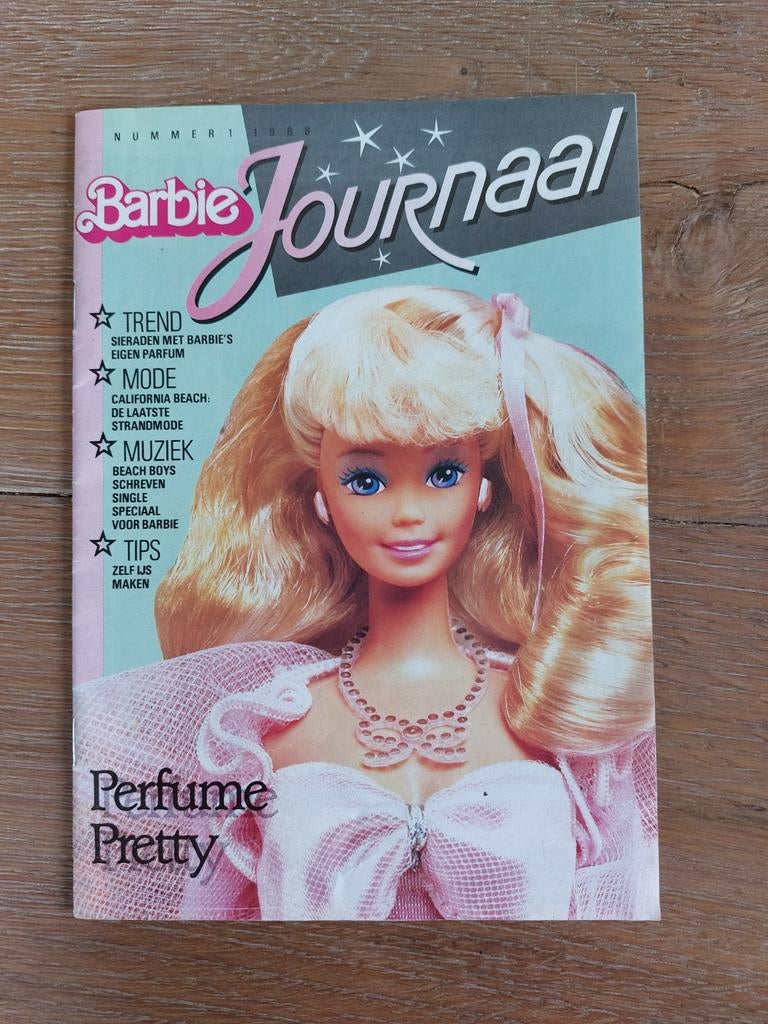 NUMMER 1 1988
Barbie Journaal
TREND
SIERADEN MET BARBIE'S
EIGEN PARFUM
MODE
CALIFORNIA BEACH:
DE LAATSTE
STRANDMODE
MUZIEK
BEACH BOYS
SCHREVEN
SINGLE
SPECIAAL
VOOR BARBIE
TIPS
ZELF IJS
MAKEN
Perfume
Pretty